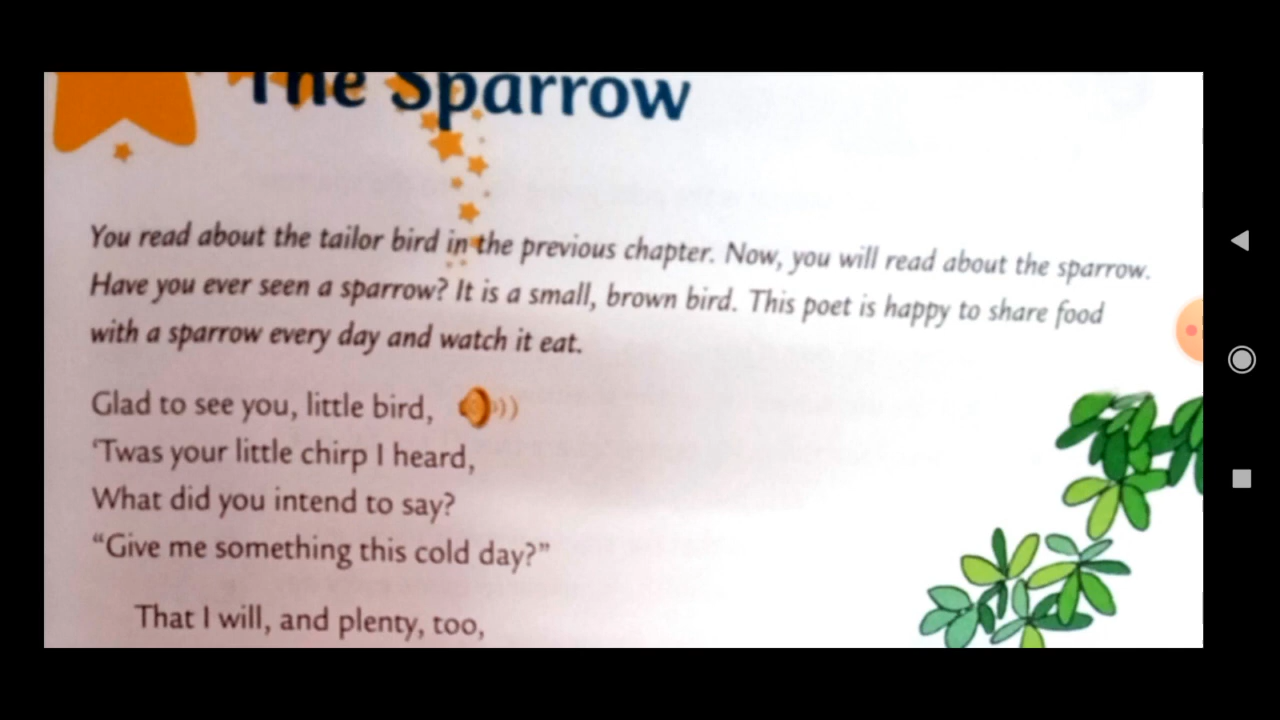 The Sparrow
You read about the tailor bird in the previous chapter. Now, you will read about the sparrow.
Have you ever seen a sparrow? It is a small, brown bird. This poet is happy to share food
with a sparrow every day and watch it eat.
Glad to see you, little bird,
‘Twas your little chirp I heard,
What did you intend to say?
“Give me something this cold day?”
That I will, and plenty, too,